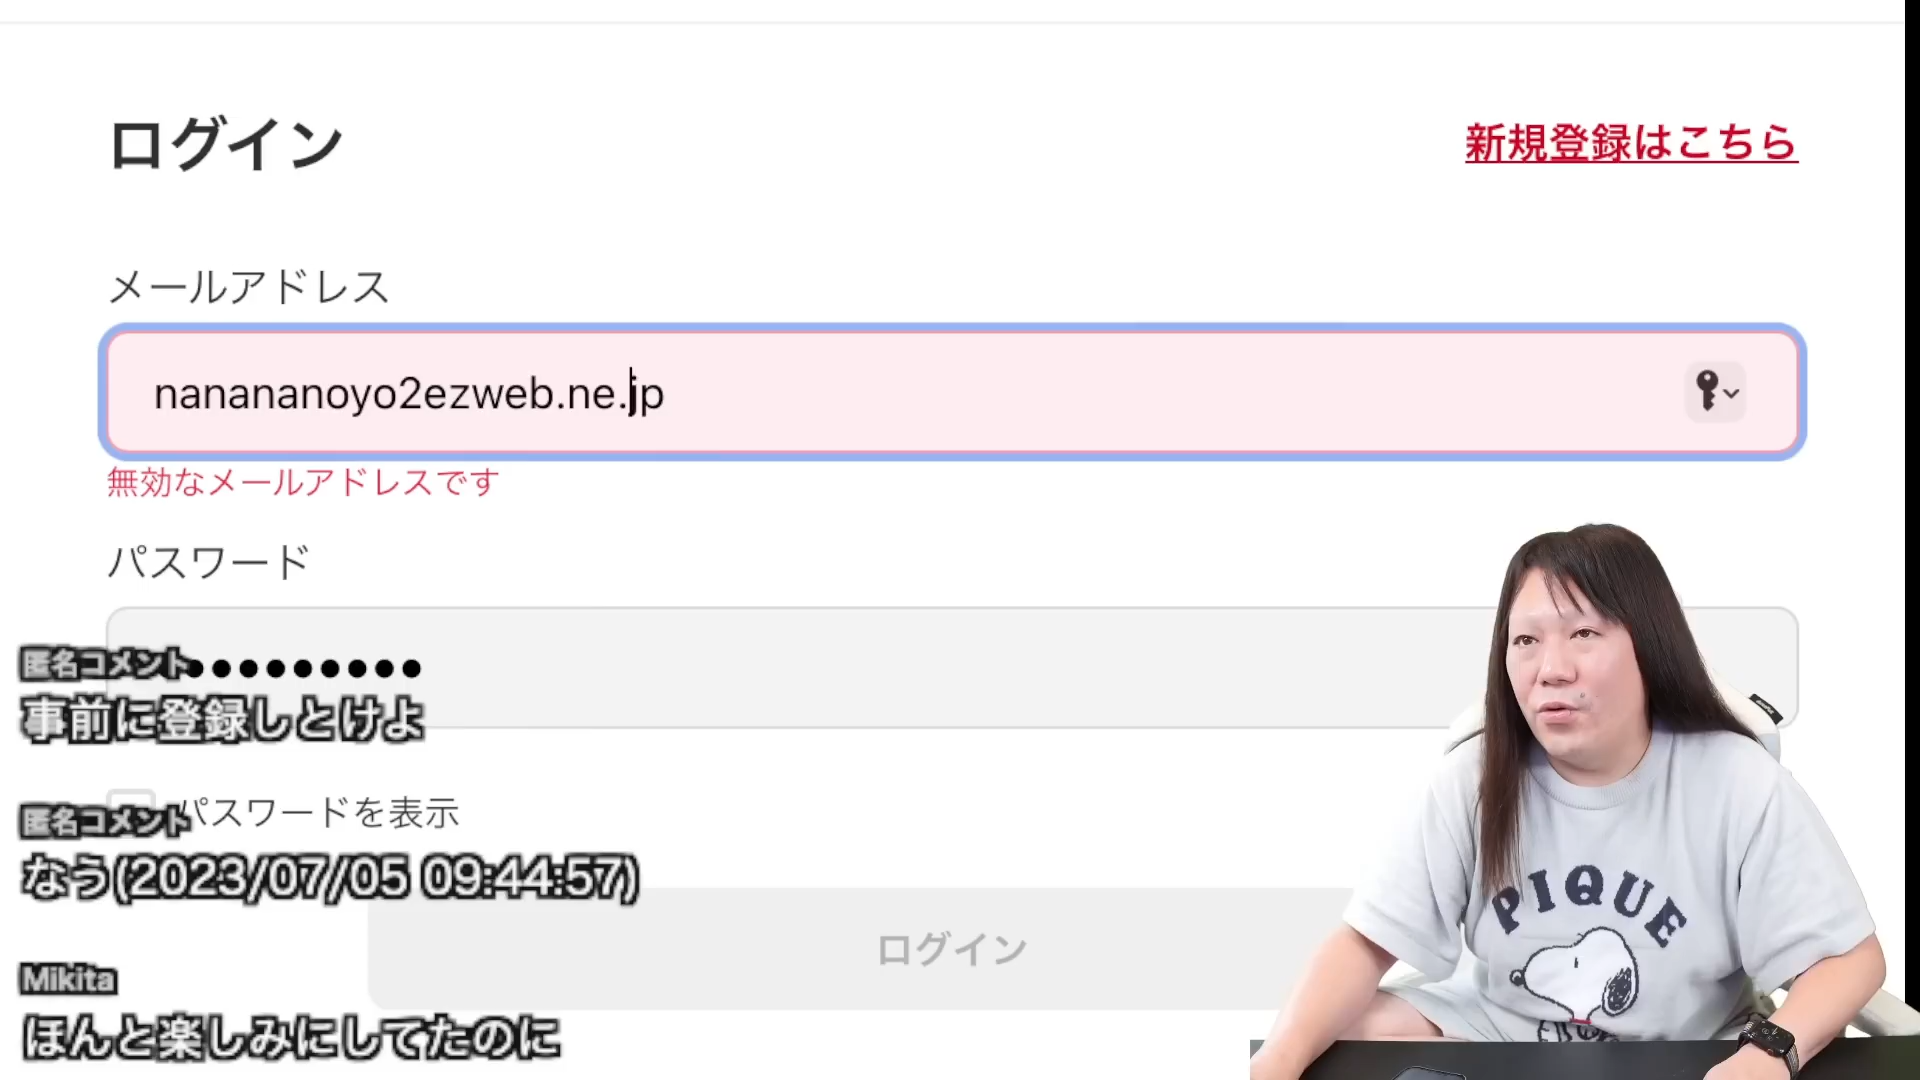 ログイン
新規登録はこちら
メールアドレス
nanananoyo2ezweb.ne.jp
無効なメールアドレスです
パスワード
匿名コメント
事前に登録しとけよ
パスワードを表示
匿名コメント
なう(2023/07/05 09:44:57)
ログイン
Mikita
ほんと楽しみにしてたのに
PIQUE